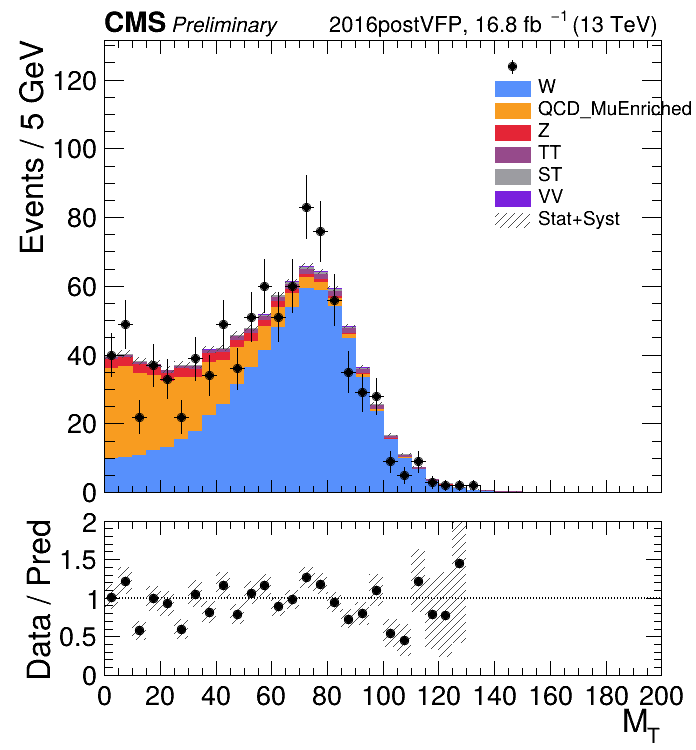 CMS Preliminary 2016postVFP, 16.8 fb⁻¹ (13 TeV)
Events / 5 GeV
120
100
80
60
40
20
0
W
QCD_MuEnriched
Z
TT
ST
VV
Stat+Syst
Data / Pred
2
1.5
1
0.5
0
0 20 40 60 80 100 120 140 160 180 200
M_T